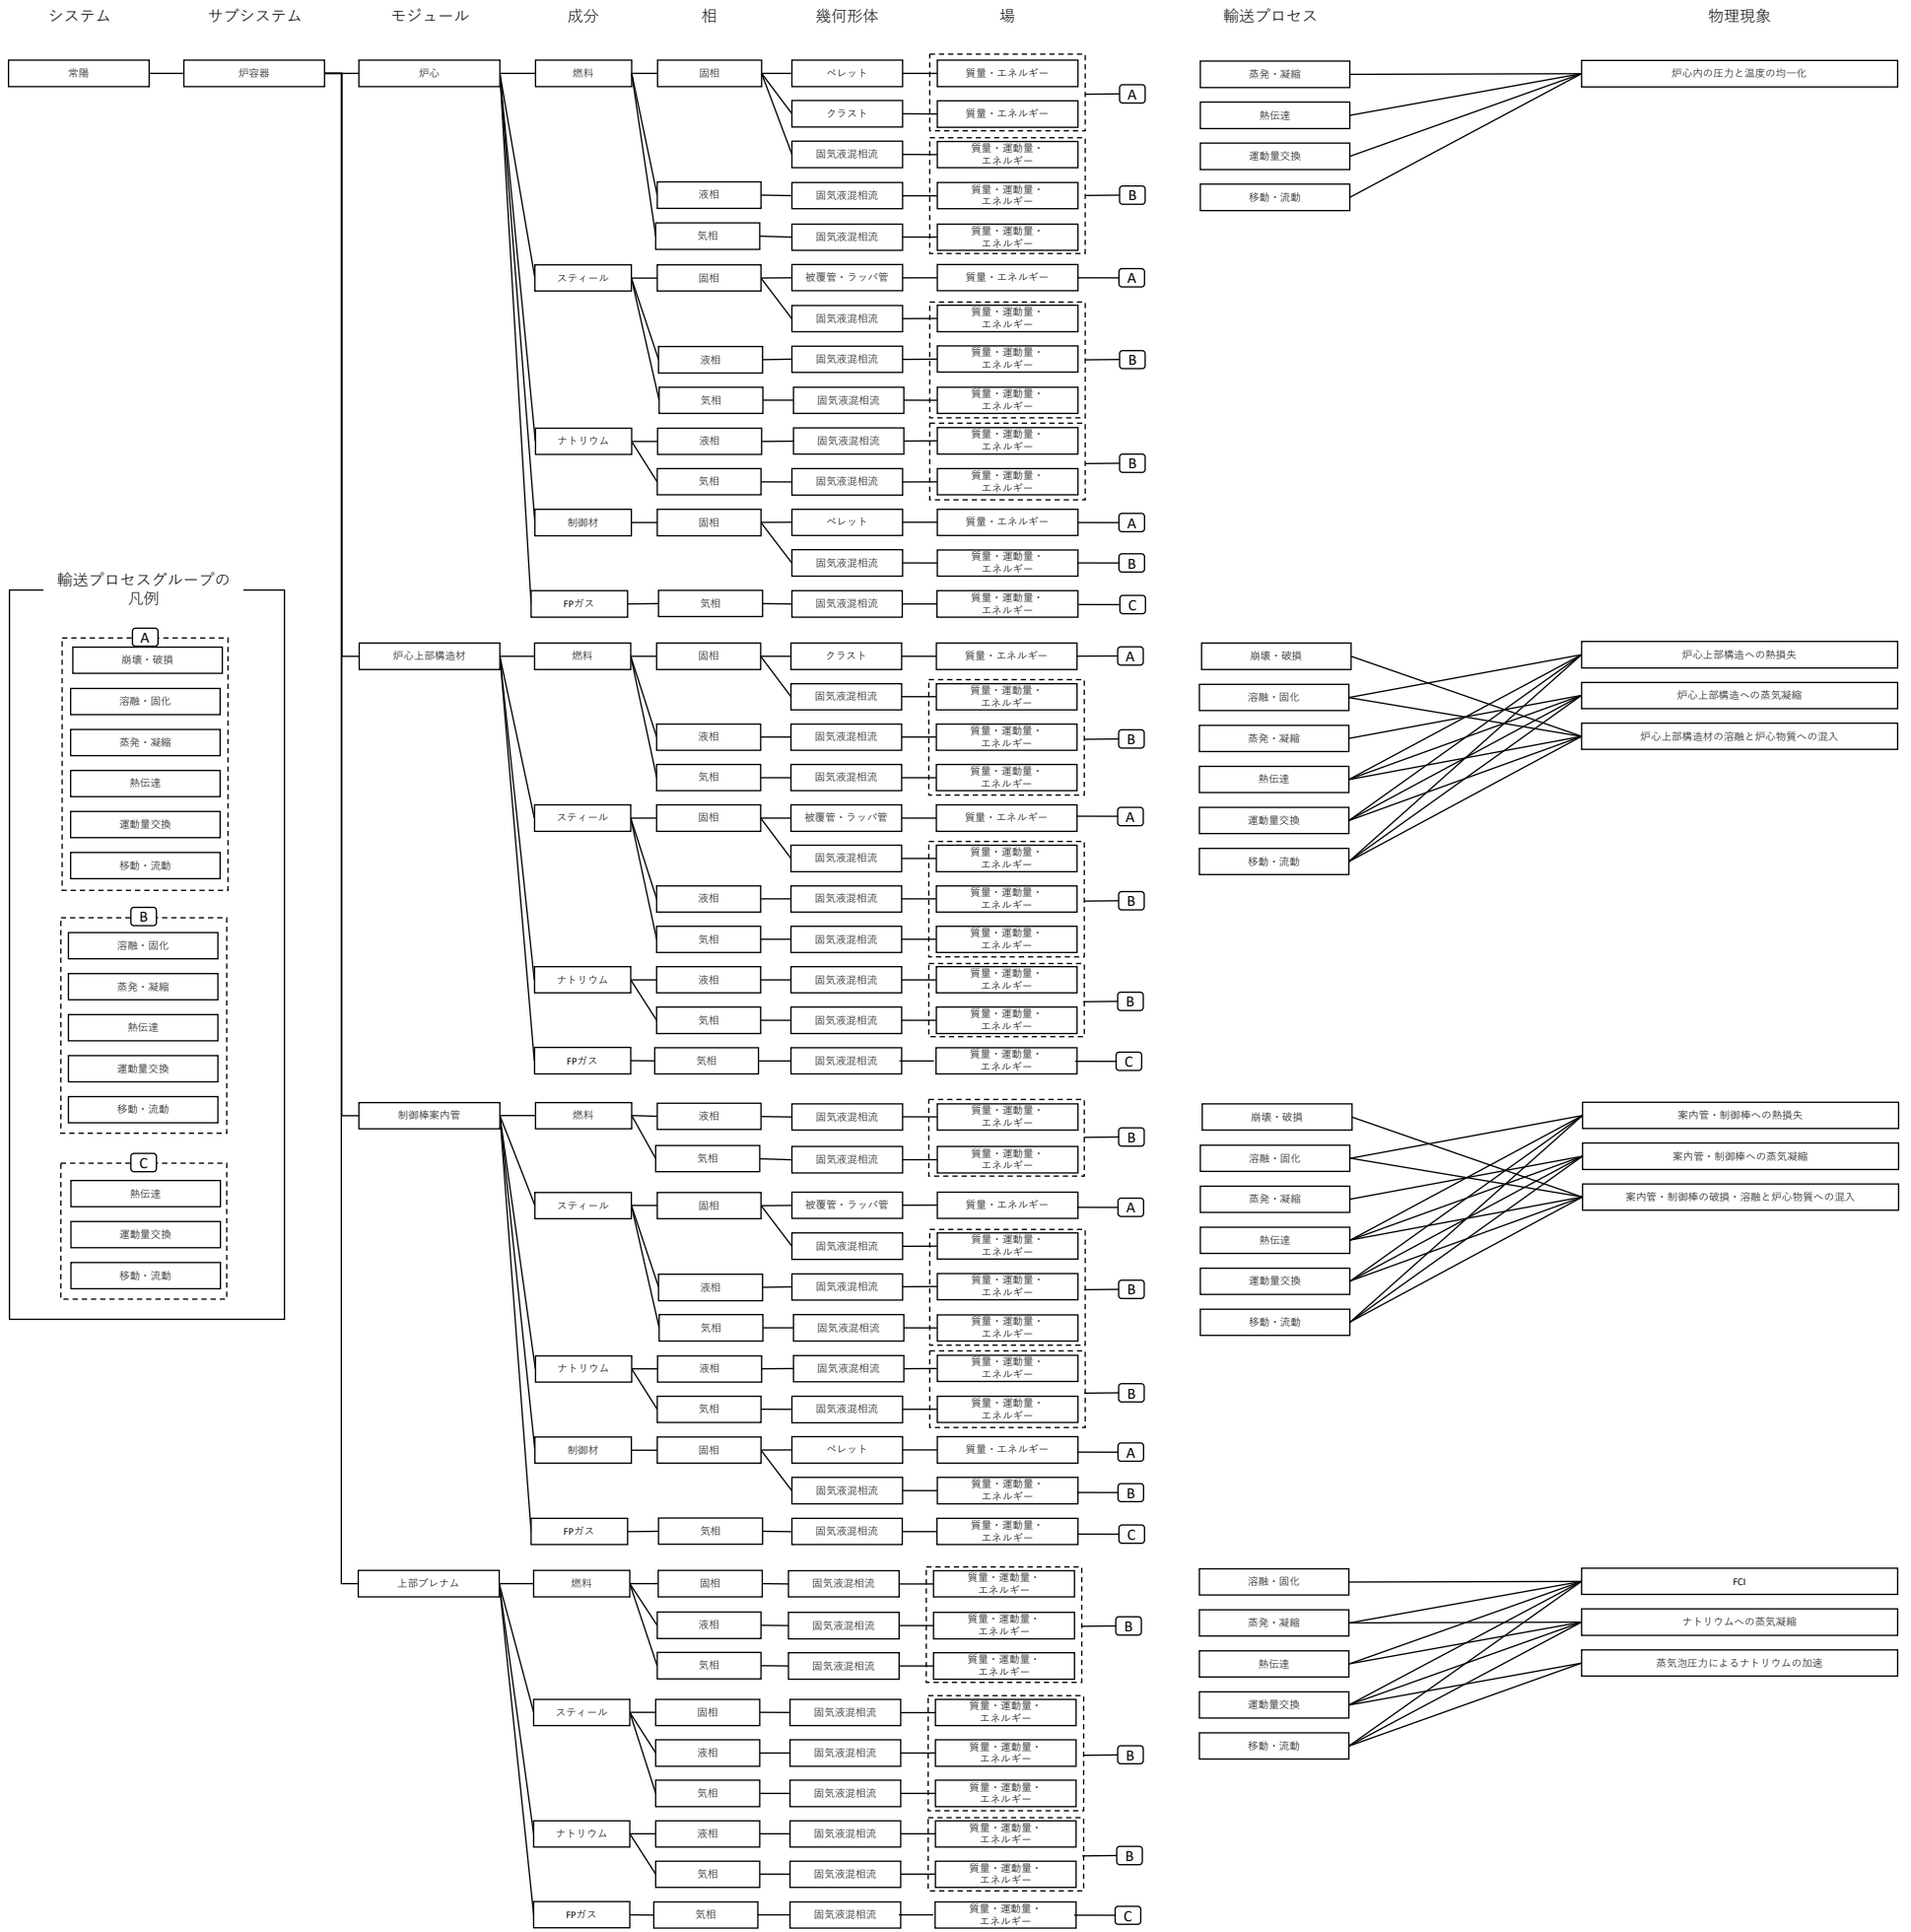 システム サブシステム モジュール 成分 相 幾何形体 場 輸送プロセス 物理現象
常陽 炉容器 炉心 燃料 固相 ペレット 質量・エネルギー
クラスト 質量・エネルギー
A
固気液混相流 質量・運動量・
エネルギー
液相 固気液混相流 質量・運動量・
エネルギー
B
気相 固気液混相流 質量・運動量・
エネルギー
スティール 固相 被覆管・ラッパ管 質量・エネルギー A
固気液混相流 質量・運動量・
エネルギー
液相 固気液混相流 質量・運動量・
エネルギー
B
気相 固気液混相流 質量・運動量・
エネルギー
ナトリウム 液相 固気液混相流 質量・運動量・
エネルギー
B
気相 固気液混相流 質量・運動量・
エネルギー
制御材 固相 ペレット 質量・エネルギー A
固気液混相流 質量・運動量・
エネルギー
B
FPガス 気相 固気液混相流 質量・運動量・
エネルギー
C
蒸発・凝縮
熱伝達
運動量交換
移動・流動
炉心内の圧力と温度の均一化
輸送プロセスグループの
凡例
A
崩壊・破損
溶融・固化
蒸発・凝縮
熱伝達
運動量交換
移動・流動
B
溶融・固化
蒸発・凝縮
熱伝達
運動量交換
移動・流動
C
熱伝達
運動量交換
移動・流動
炉心上部構造材 燃料 固相 クラスト 質量・エネルギー A
固気液混相流 質量・運動量・
エネルギー
液相 固気液混相流 質量・運動量・
エネルギー
B
気相 固気液混相流 質量・運動量・
エネルギー
スティール 固相 被覆管・ラッパ管 質量・エネルギー A
固気液混相流 質量・運動量・
エネルギー
液相 固気液混相流 質量・運動量・
エネルギー
B
気相 固気液混相流 質量・運動量・
エネルギー
ナトリウム 液相 固気液混相流 質量・運動量・
エネルギー
B
気相 固気液混相流 質量・運動量・
エネルギー
FPガス 気相 固気液混相流 質量・運動量・
エネルギー
C
崩壊・破損
溶融・固化
蒸発・凝縮
熱伝達
運動量交換
移動・流動
炉心上部構造への熱損失
炉心上部構造への蒸気凝縮
炉心上部構造材の溶融と炉心物質への混入
制御棒案内管 燃料 液相 固気液混相流 質量・運動量・
エネルギー
B
気相 固気液混相流 質量・運動量・
エネルギー
スティール 固相 被覆管・ラッパ管 質量・エネルギー A
固気液混相流 質量・運動量・
エネルギー
液相 固気液混相流 質量・運動量・
エネルギー
B
気相 固気液混相流 質量・運動量・
エネルギー
ナトリウム 液相 固気液混相流 質量・運動量・
エネルギー
B
気相 固気液混相流 質量・運動量・
エネルギー
制御材 固相 ペレット 質量・エネルギー A
固気液混相流 質量・運動量・
エネルギー
B
FPガス 気相 固気液混相流 質量・運動量・
エネルギー
C
崩壊・破損
溶融・固化
蒸発・凝縮
熱伝達
運動量交換
移動・流動
案内管・制御棒への熱損失
案内管・制御棒への蒸気凝縮
案内管・制御棒の破損・溶融と炉心物質への混入
上部プレナム 燃料 固相 固気液混相流 質量・運動量・
エネルギー
液相 固気液混相流 質量・運動量・
エネルギー
B
気相 固気液混相流 質量・運動量・
エネルギー
スティール 固相 固気液混相流 質量・運動量・
エネルギー
液相 固気液混相流 質量・運動量・
エネルギー
B
気相 固気液混相流 質量・運動量・
エネルギー
ナトリウム 液相 固気液混相流 質量・運動量・
エネルギー
B
気相 固気液混相流 質量・運動量・
エネルギー
FPガス 気相 固気液混相流 質量・運動量・
エネルギー
C
溶融・固化
蒸発・凝縮
熱伝達
運動量交換
移動・流動
FCI
ナトリウムへの蒸気凝縮
蒸気泡圧力によるナトリウムの加速